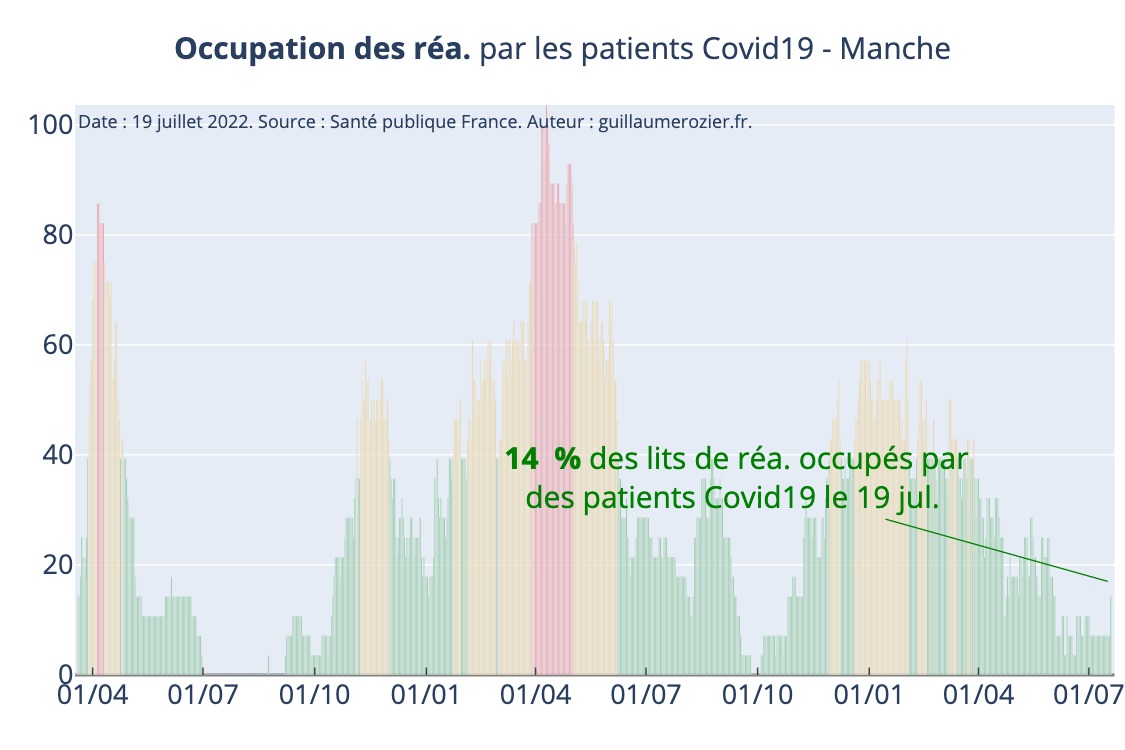 Occupation des réa. par les patients Covid19 - Manche
100
Date : 19 juillet 2022. Source : Santé publique France. Auteur : guillaumerozier.fr.
80
60
40
14 % des lits de réa. occupés par
des patients Covid19 le 19 jul.
20
0
01/04 01/07 01/10 01/01 01/04 01/07 01/10 01/01 01/04 01/07